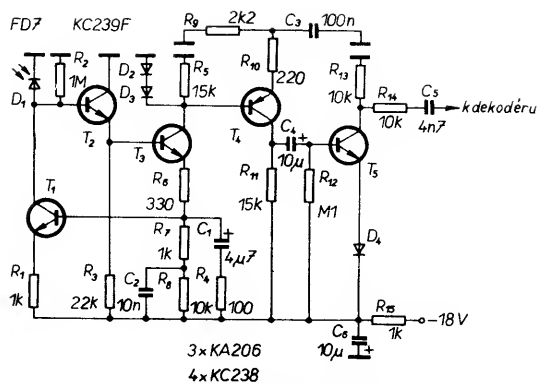 FD7 KC239F
R9 2k2 C3 100n
R2 1M
D2 D3
R5 15k
R10 220
R13 10k
R14 10k
C5 4n7
k dekodéru
D1
T2
T3
T4
C4 10µ
T5
R6 330
R11 15k
R12 M1
T1
R7 1k
C1 4µ7
D4
R1 1k
R3 22k
C2 10n
R8 10k
R4 100
R15 1k
-18V
C6 10µ
3×KA206
4×KC238